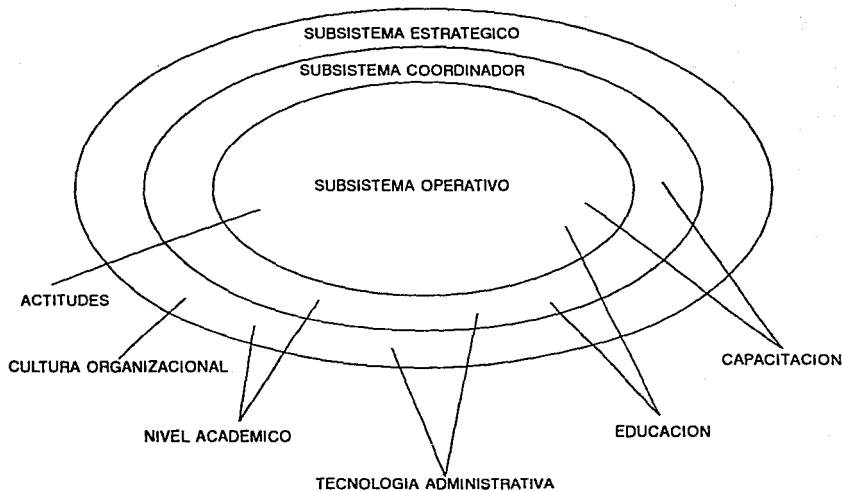 SUBSISTEMA ESTRATEGICO
SUBSISTEMA COORDINADOR
SUBSISTEMA OPERATIVO
ACTITUDES
CULTURA ORGANIZACIONAL
CAPACITACION
NIVEL ACADEMICO
EDUCACION
TECNOLOGIA ADMINISTRATIVA